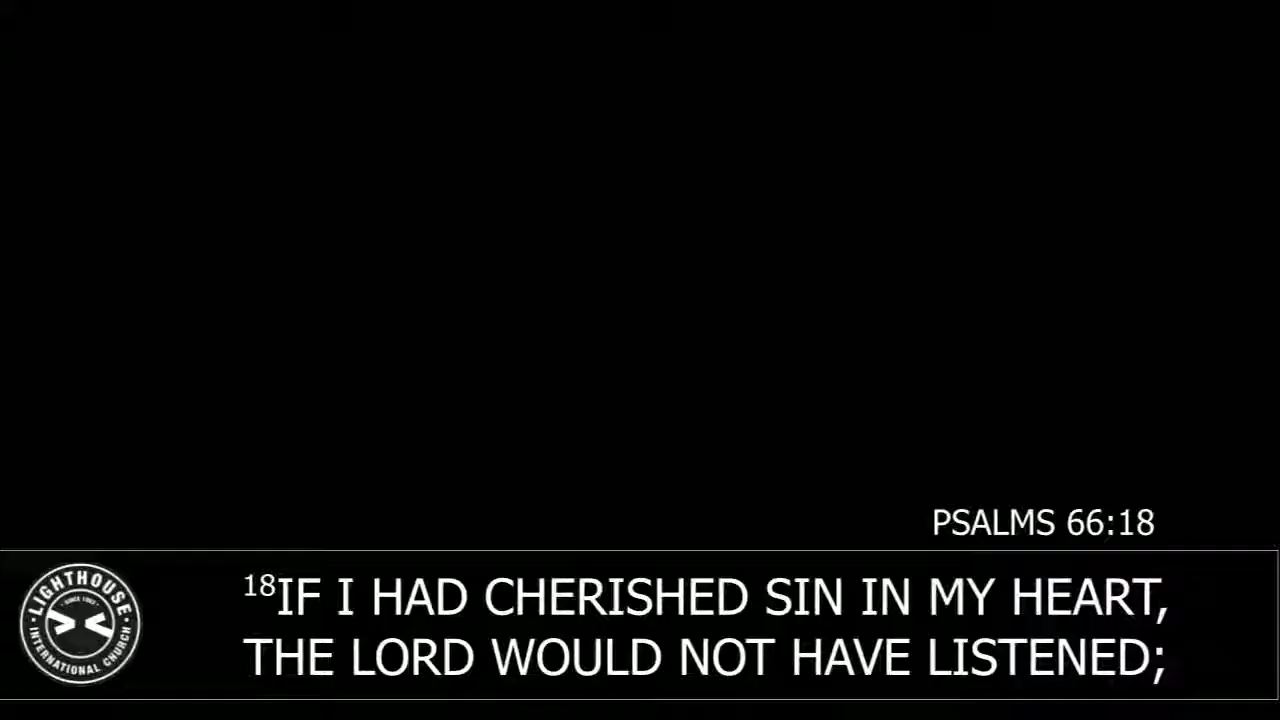 PSALMS 66:18
18IF I HAD CHERISHED SIN IN MY HEART,
THE LORD WOULD NOT HAVE LISTENED;
LIGHTHOUSE
INTERNATIONAL CHURCH